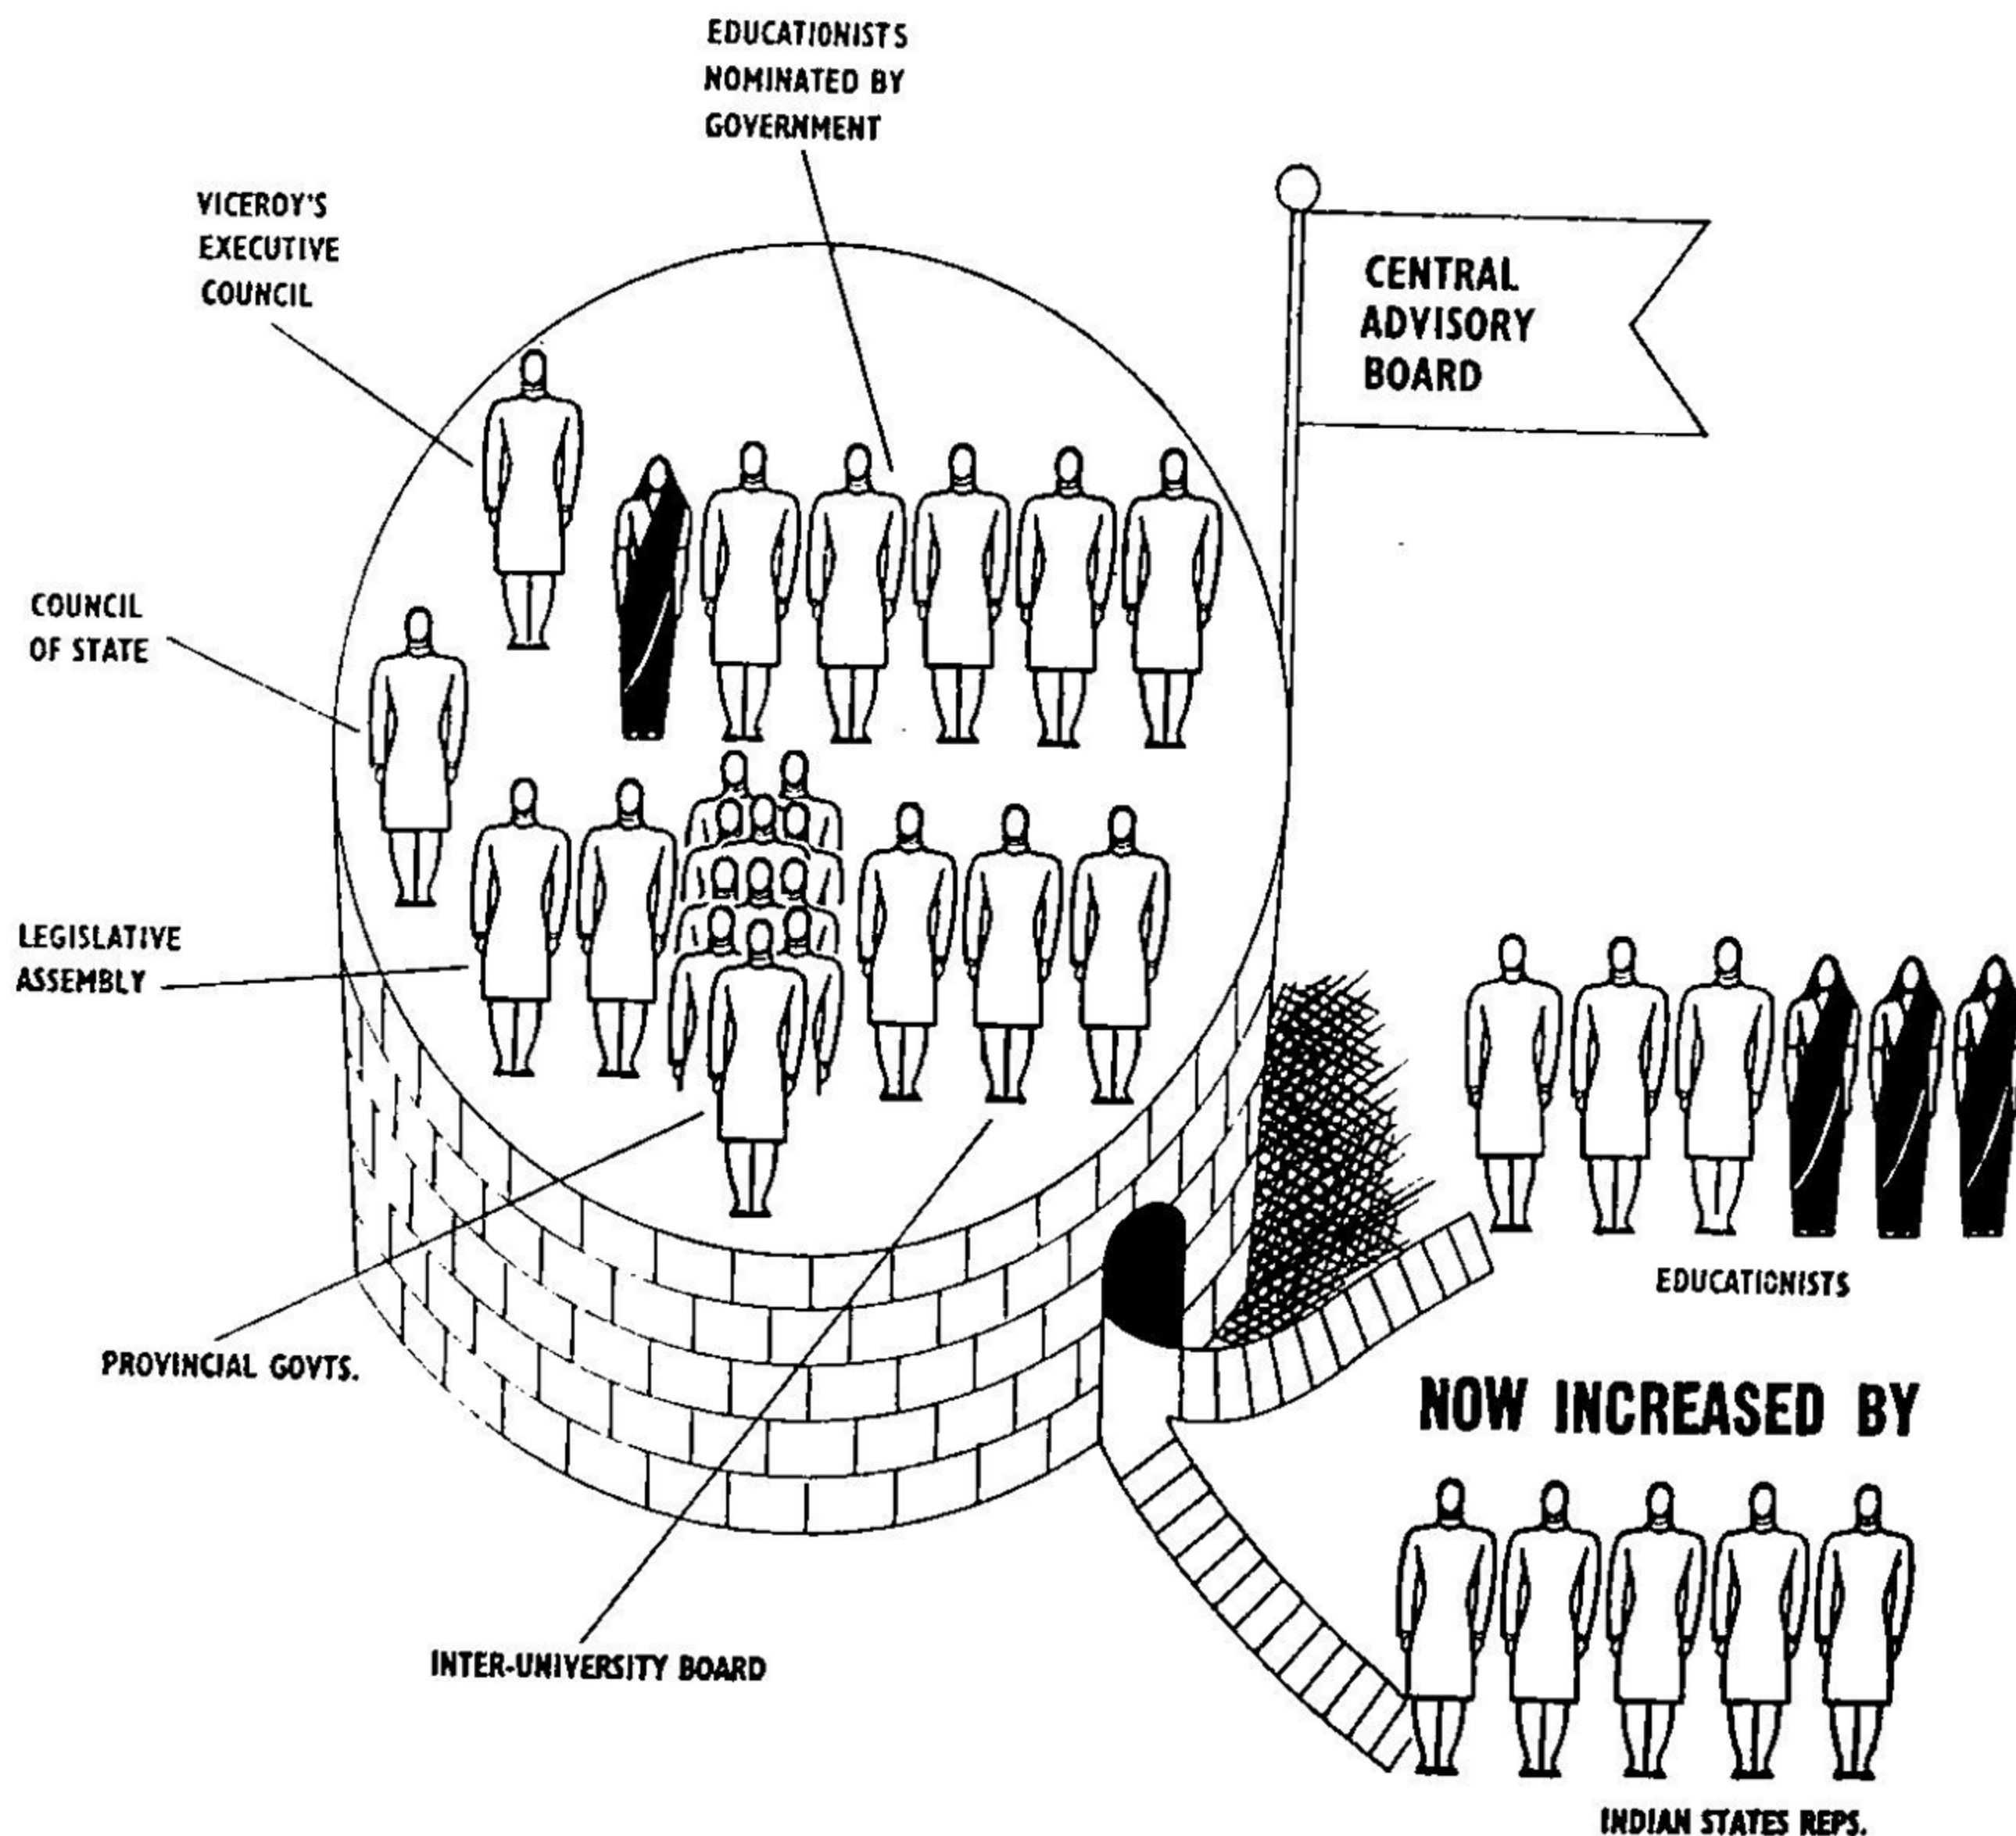 EDUCATIONISTS
NOMINATED BY
GOVERNMENT
VICEROY'S
EXECUTIVE
COUNCIL
CENTRAL
ADVISORY
BOARD
COUNCIL
OF STATE
LEGISLATIVE
ASSEMBLY
EDUCATIONISTS
PROVINCIAL GOVTS.
NOW INCREASED BY
INTER-UNIVERSITY BOARD
INDIAN STATES REPS.